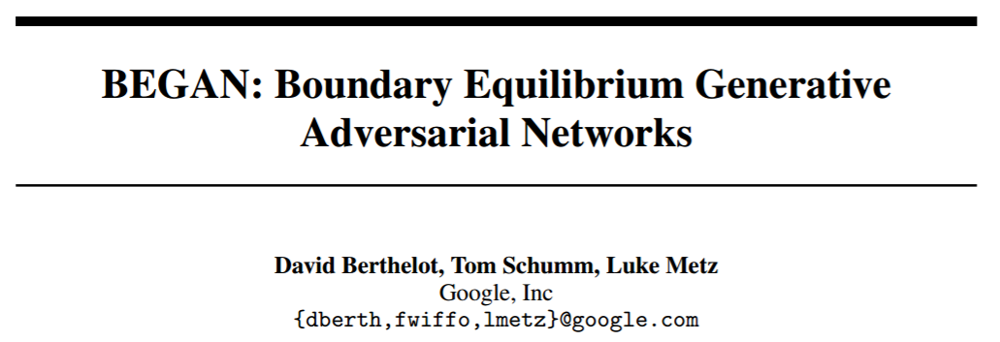 BEGAN: Boundary Equilibrium Generative
Adversarial Networks
David Berthelot, Tom Schumm, Luke Metz
Google, Inc
{dberth,fwiffo,lmetz}@google.com